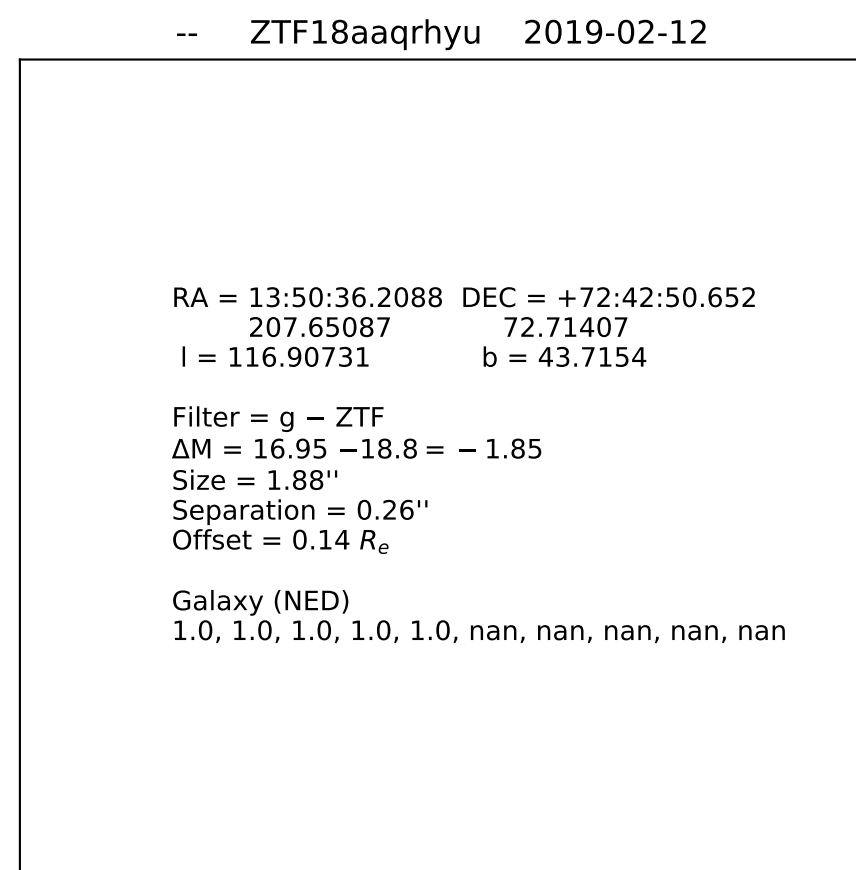 -- ZTF18aaqrhyu 2019-02-12
RA = 13:50:36.2088 DEC = +72:42:50.652
207.65087 72.71407
l = 116.90731 b = 43.7154
Filter = g − ZTF
ΔM = 16.95 −18.8 = − 1.85
Size = 1.88''
Separation = 0.26''
Offset = 0.14 Rₑ
Galaxy (NED)
1.0, 1.0, 1.0, 1.0, 1.0, nan, nan, nan, nan, nan